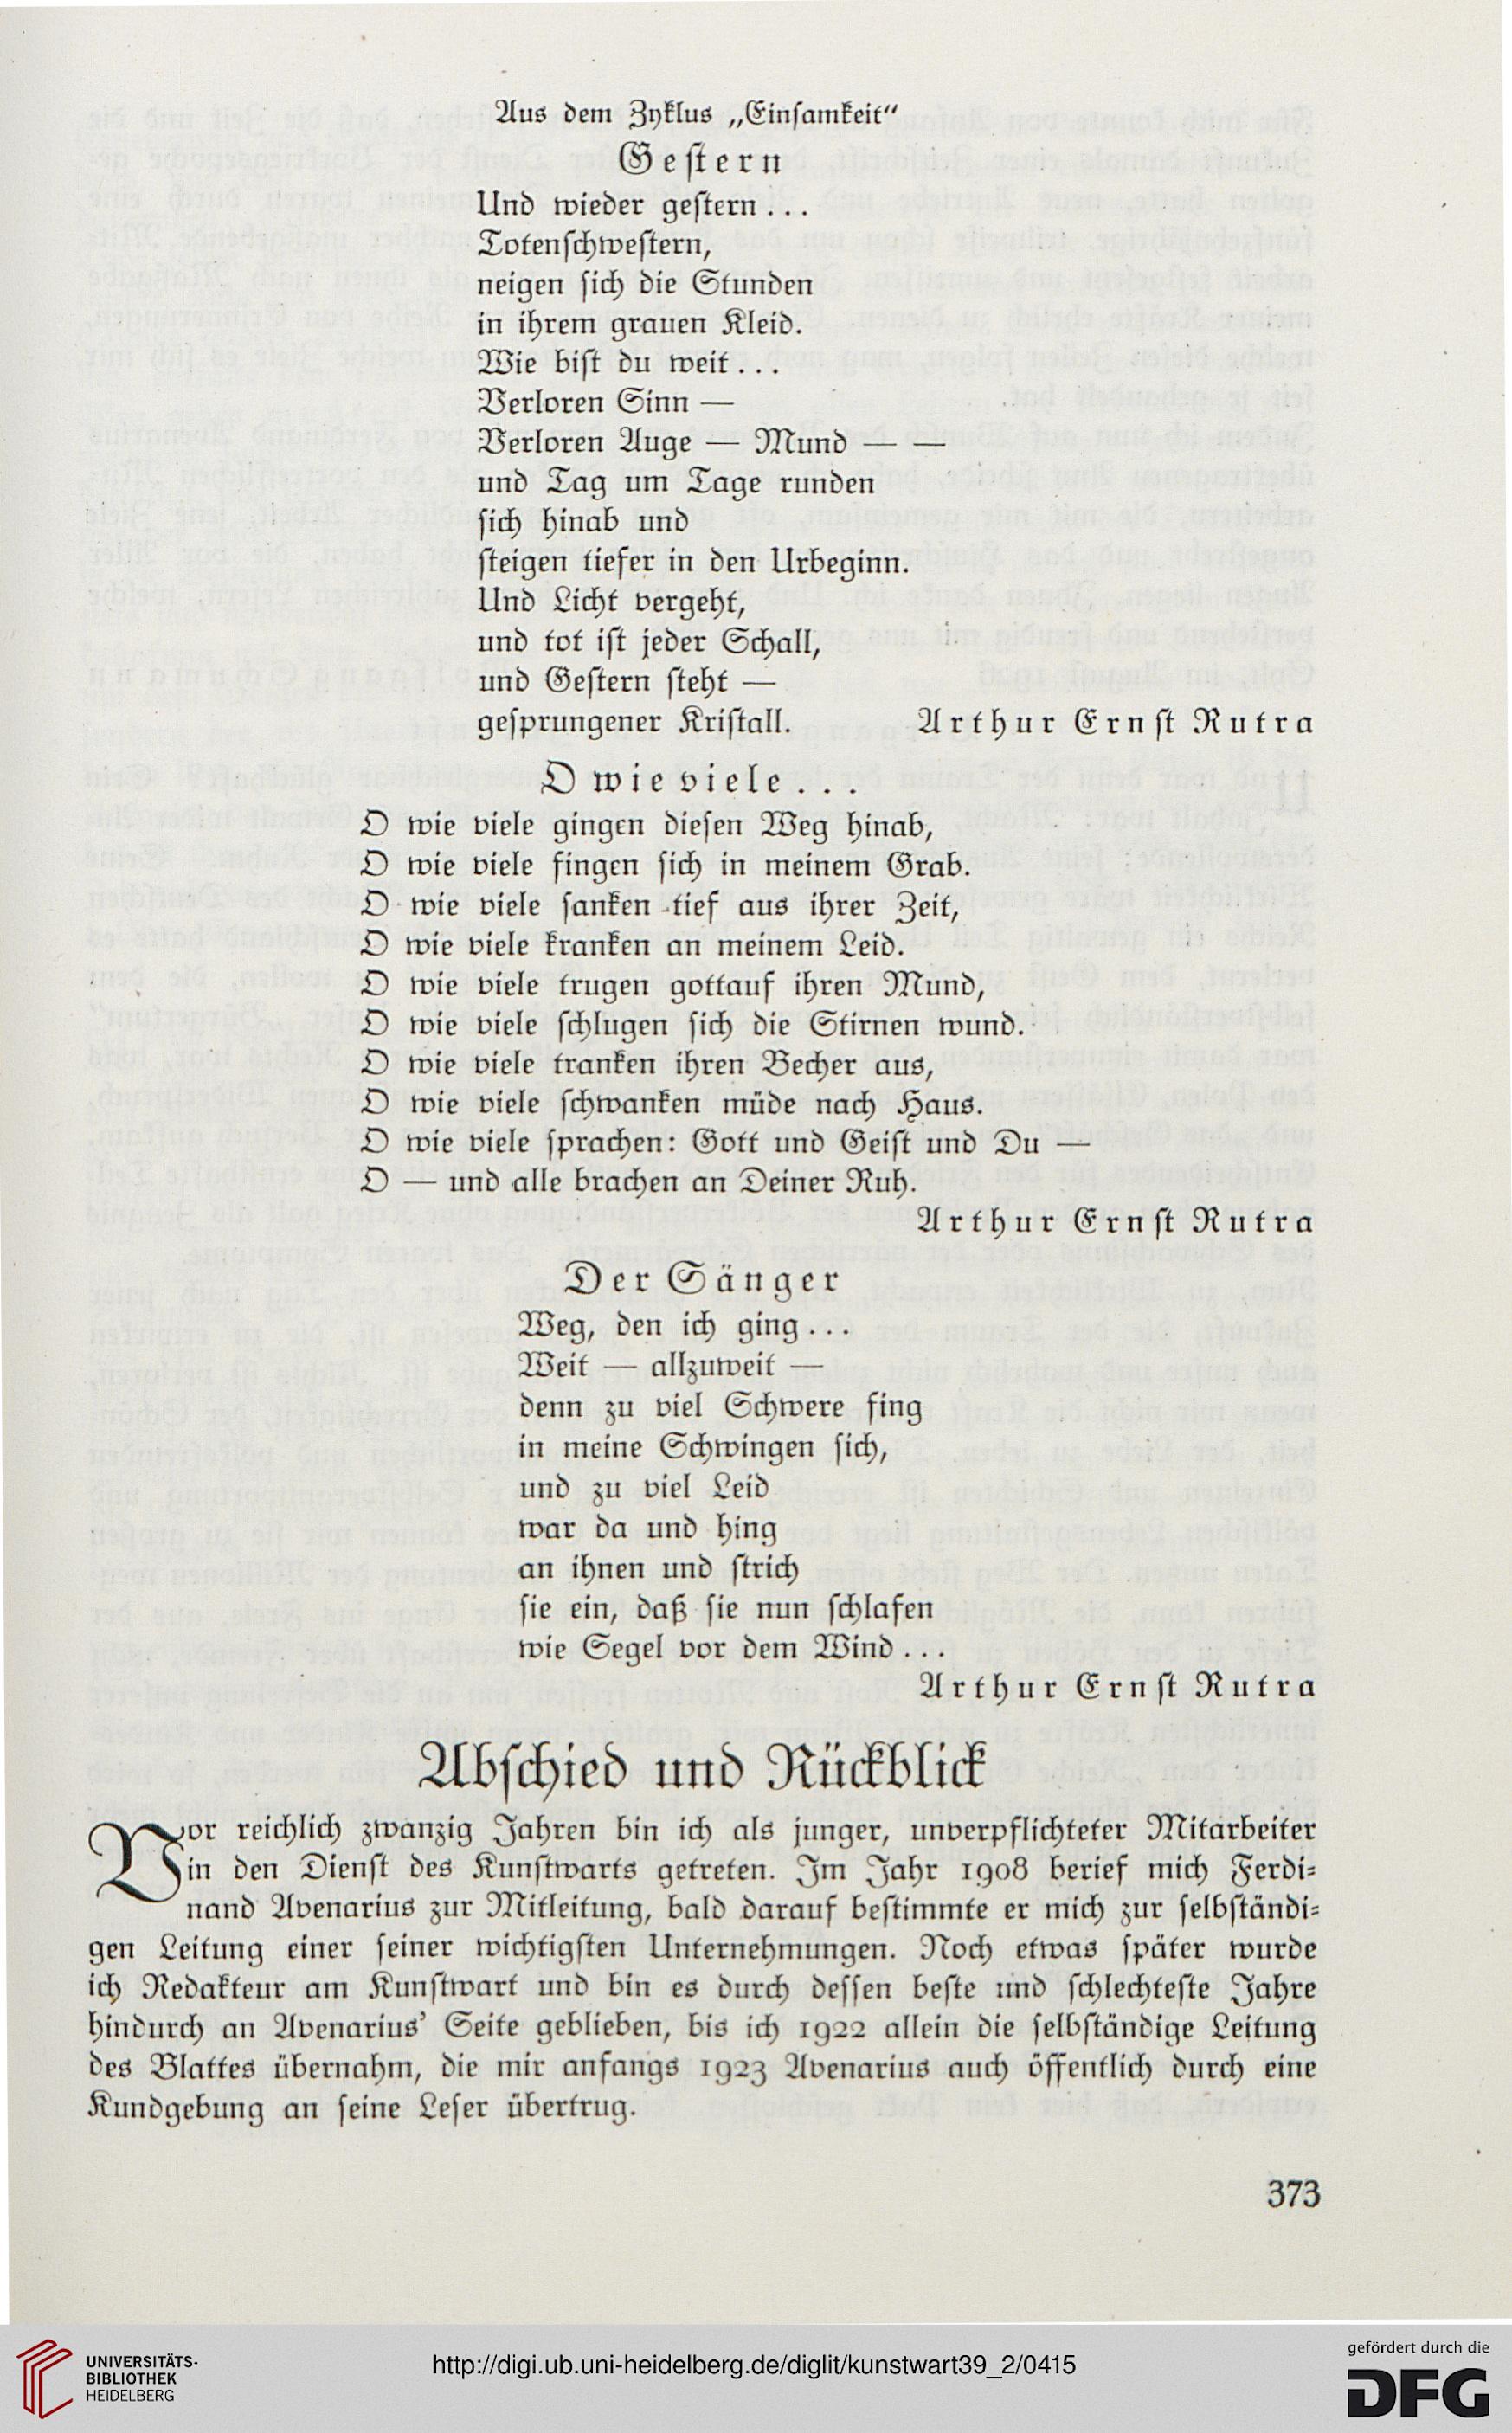 Aus dem Zyklus „Einsamkeit“
Gestern
Und wieder gestern...
Totenschwestern,
neigen sich die Stunden
in ihrem grauen Kleid.
Wie bist du weit...
Verloren Sinn —
Verloren Auge — Mund — —
und Tag um Tage runden
sich hinab und
steigen tiefer in den Urbeginn.
Und Licht vergeht,
und tot ist jeder Schall,
und Gestern steht —
gesprungener Kristall. Arthur Ernst Rutra
O wie viele...
O wie viele gingen diesen Weg hinab,
O wie viele fingen sich in meinem Grab.
O wie viele sanken tief aus ihrer Zeit,
O wie viele kranken an meinem Leid.
O wie viele trugen gottauf ihren Mund,
O wie viele schlugen sich die Stirnen wund.
O wie viele tranken ihren Becher aus,
O wie viele schwanken müde nach Haus.
O wie viele sprachen: Gott und Geist und Du —
O — und alle brachen an Deiner Ruh.
Arthur Ernst Rutra
Der Sänger
Weg, den ich ging...
Weit — allzuweit —
denn zu viel Schwere fing
in meine Schwingen sich,
und zu viel Leid
war da und hing
an ihnen und strich
sie ein, daß sie nun schlafen
wie Segel vor dem Wind...
Arthur Ernst Rutra
Abschied und Rückblick
Vor reichlich zwanzig Jahren bin ich als junger, unverpflichteter Mitarbeiter
in den Dienst des Kunstwarts getreten. Im Jahr 1908 berief mich Ferdi-
nand Avenarius zur Mitleitung, bald darauf bestimmte er mich zur selbständi-
gen Leitung einer seiner wichtigsten Unternehmungen. Noch etwas später wurde
ich Redakteur am Kunstwart und bin es durch dessen beste und schlechteste Jahre
hindurch an Avenarius’ Seite geblieben, bis ich 1922 allein die selbständige Leitung
des Blattes übernahm, die mir anfangs 1923 Avenarius auch öffentlich durch eine
Kundgebung an seine Leser übertrug.
373
UNIVERSITÄTS-
BIBLIOTHEK
HEIDELBERG
http://digi.ub.uni-heidelberg.de/diglit/kunstwart39_2/0415
gefördert durch die
DFG